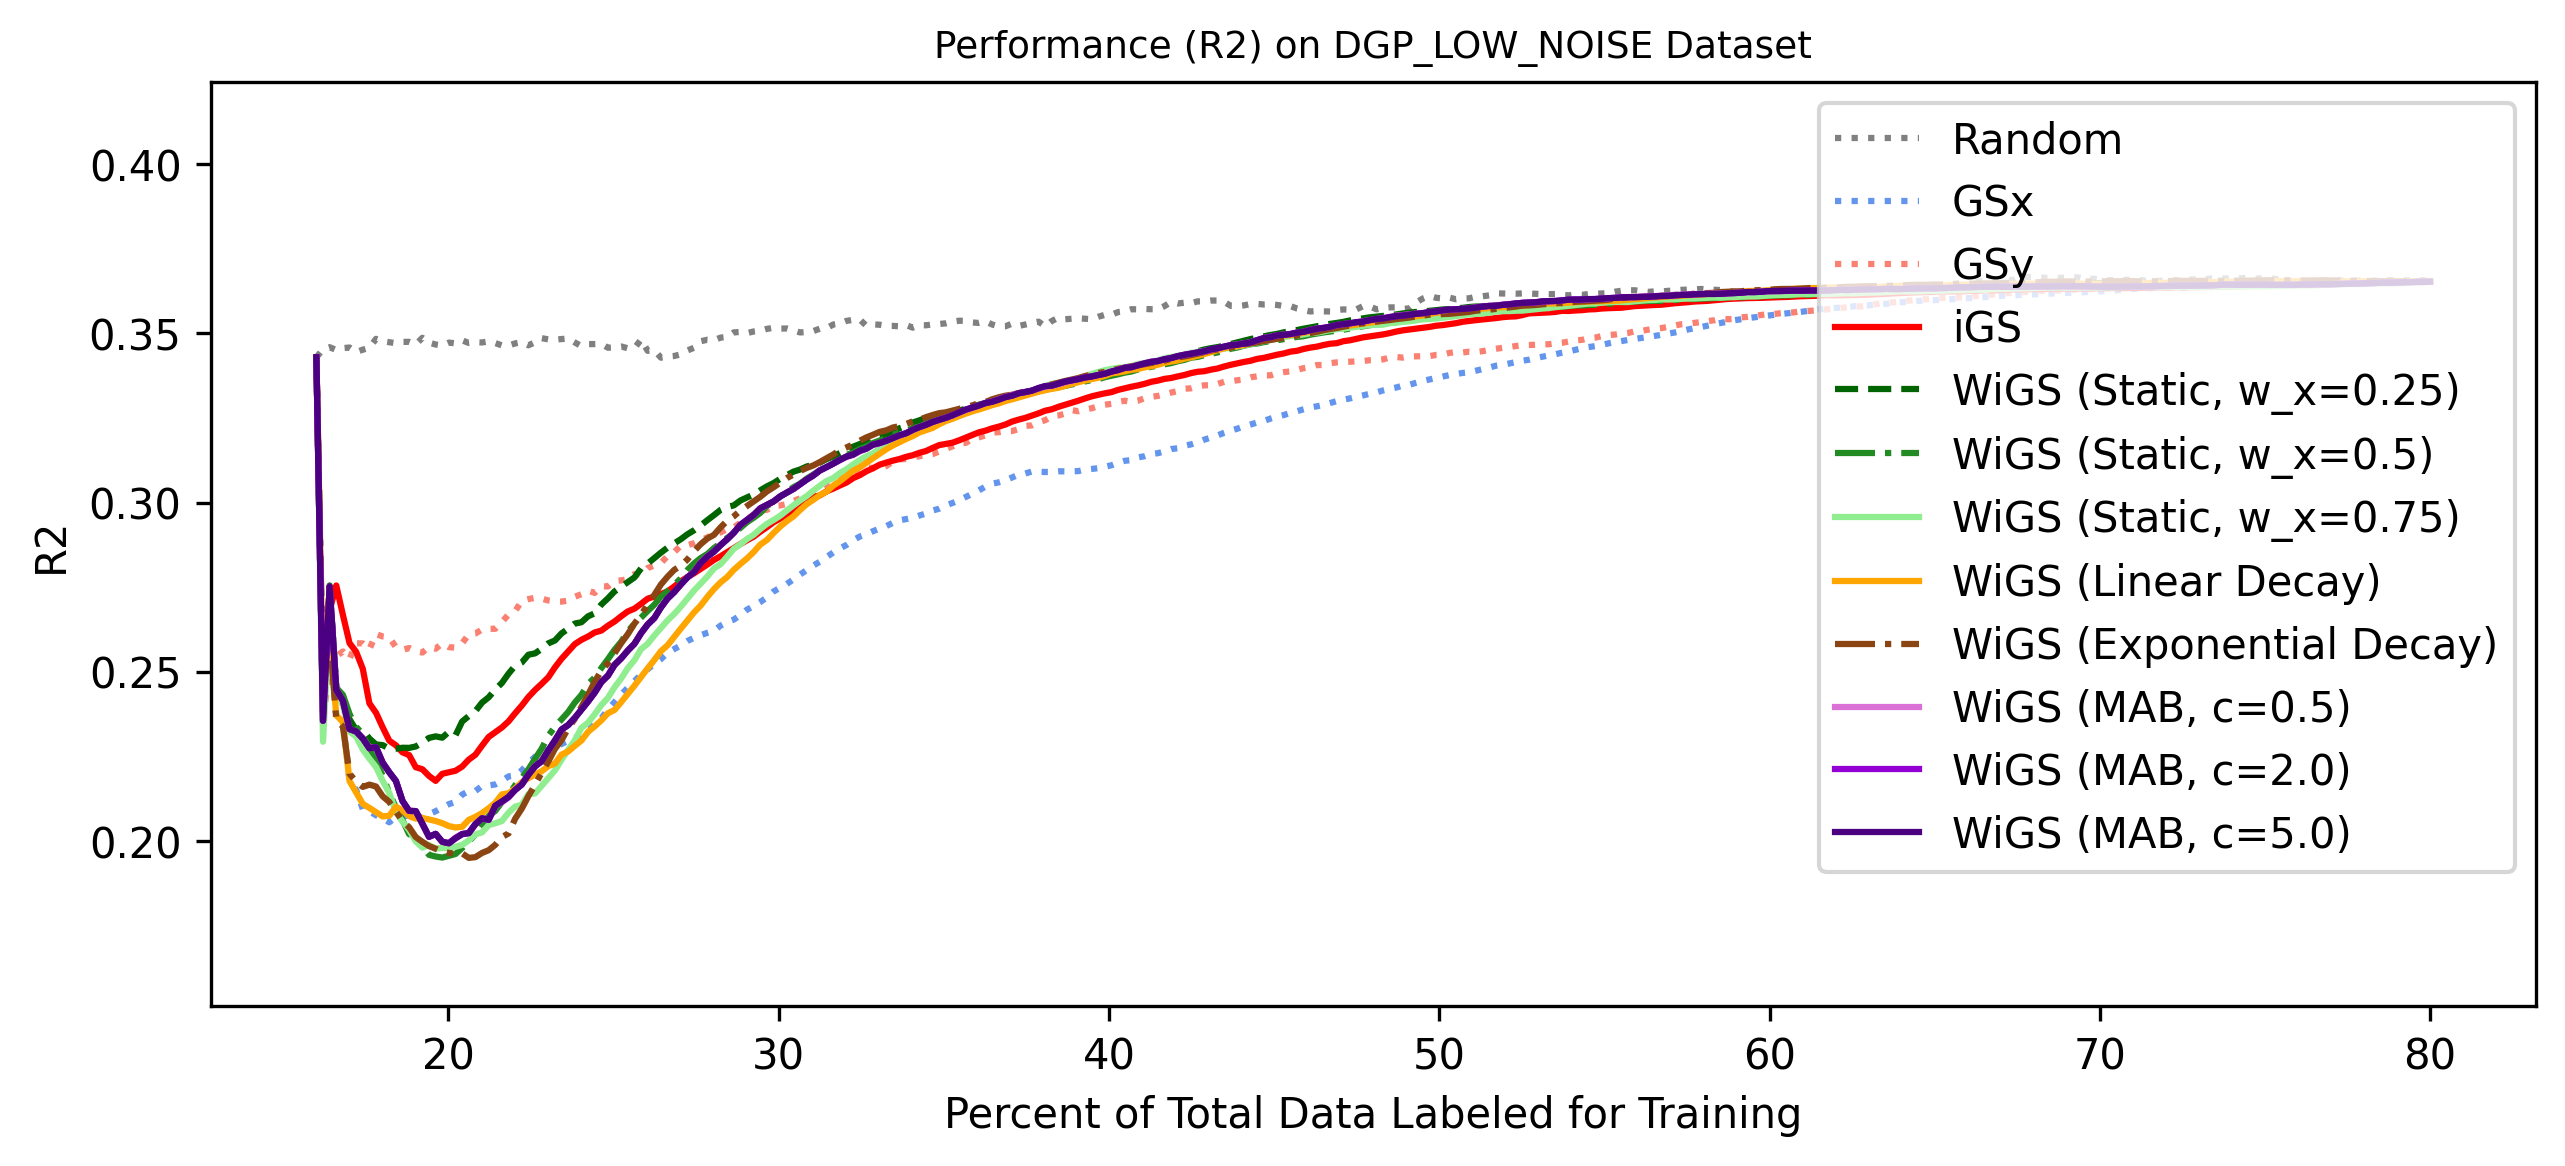 Performance (R2) on DGP_LOW_NOISE Dataset
R2
0.40
0.35
0.30
0.25
0.20
20 30 40 50 60 70 80
Percent of Total Data Labeled for Training
Random
GSx
GSy
iGS
WiGS (Static, w_x=0.25)
WiGS (Static, w_x=0.5)
WiGS (Static, w_x=0.75)
WiGS (Linear Decay)
WiGS (Exponential Decay)
WiGS (MAB, c=0.5)
WiGS (MAB, c=2.0)
WiGS (MAB, c=5.0)